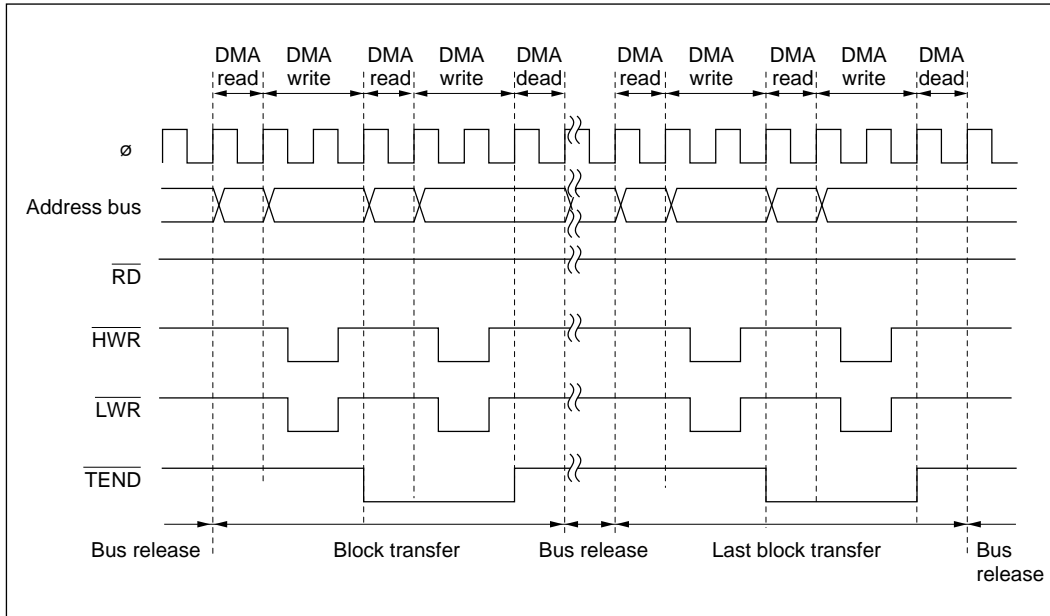 DMA read
DMA write
DMA read
DMA write
DMA dead
DMA read
DMA write
DMA read
DMA write
DMA dead
ø
Address bus
RD
HWR
LWR
TEND
Bus release
Block transfer
Bus release
Last block transfer
Bus release